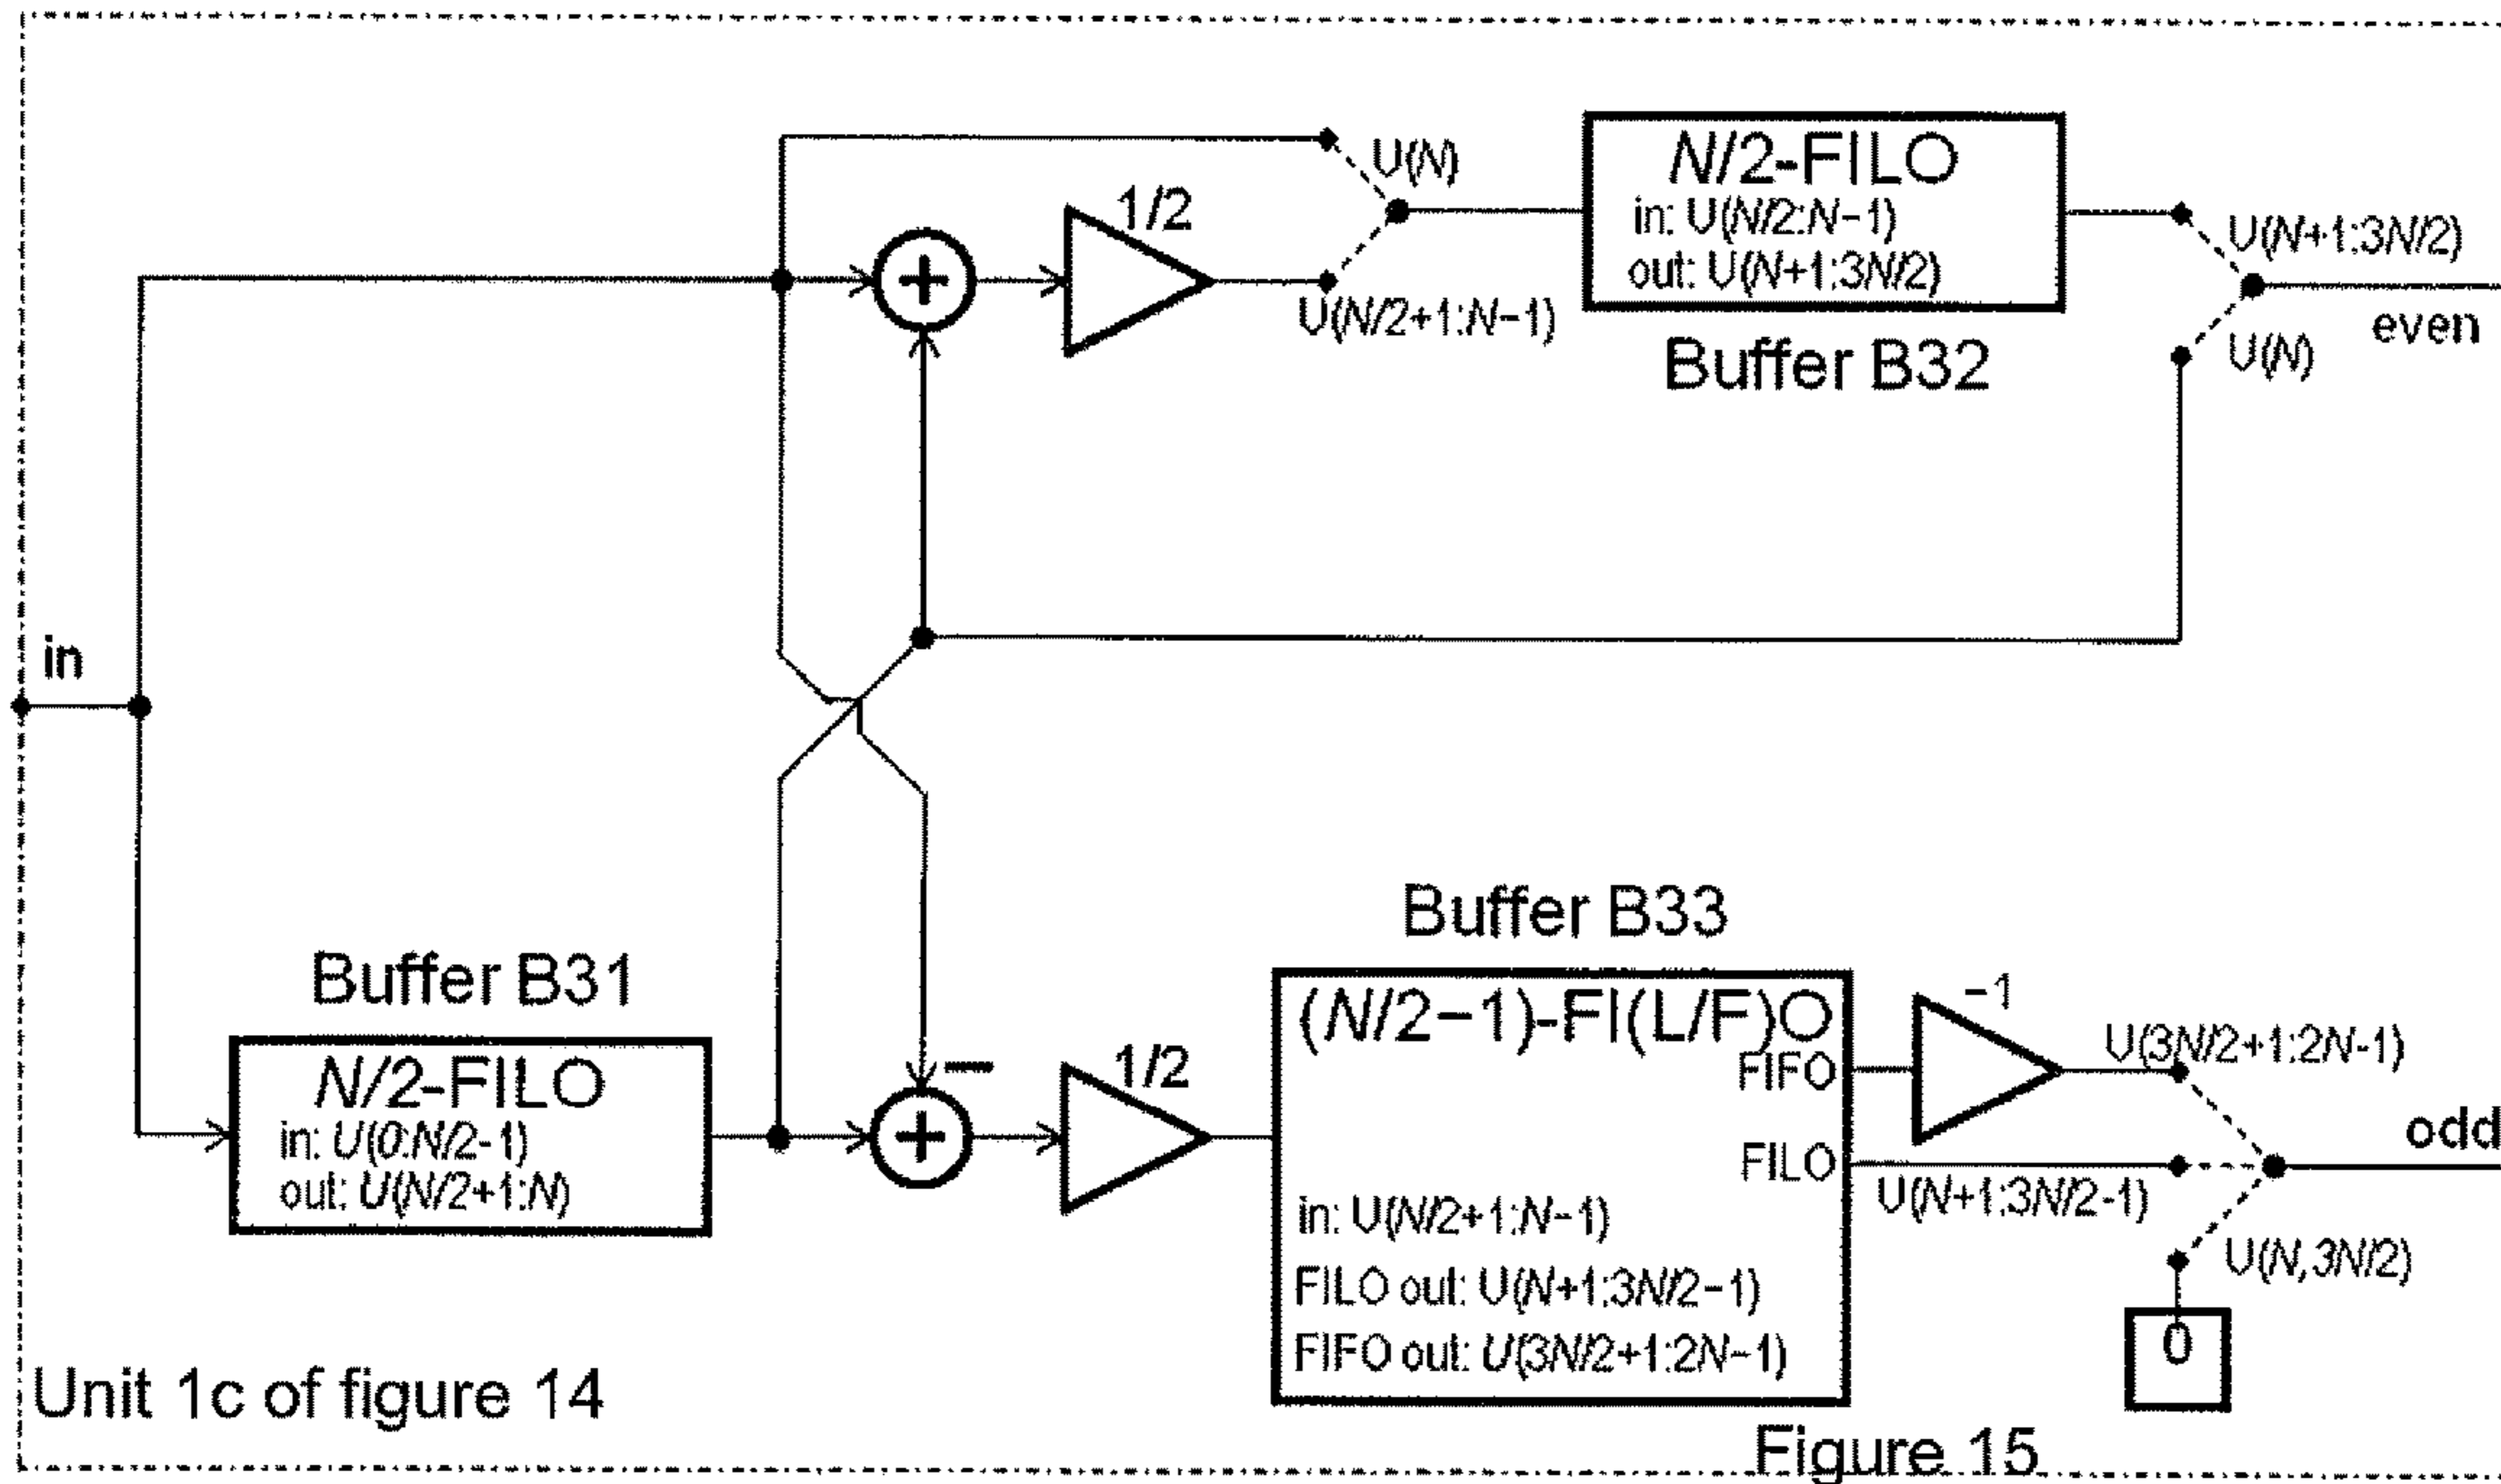 1/2
U(N)
U(N/2+1:N−1)
N/2-FILO
in: U(N/2:N−1)
out: U(N+1:3N/2)
Buffer B32
U(N+1:3N/2)
even
U(N)
in
Buffer B31
N/2-FILO
in: U(0:N/2-1)
out: U(N/2+1:N)
+
+
−
1/2
Buffer B33
(N/2−1)-FI(L/F)O
FIFO
FILO
in: U(N/2+1:N−1)
FILO out: U(N+1:3N/2−1)
FIFO out: U(3N/2+1:2N−1)
−1
U(3N/2+1:2N-1)
odd
U(N+1:3N/2-1)
U(N,3N/2)
0
Unit 1c of figure 14
Figure 15